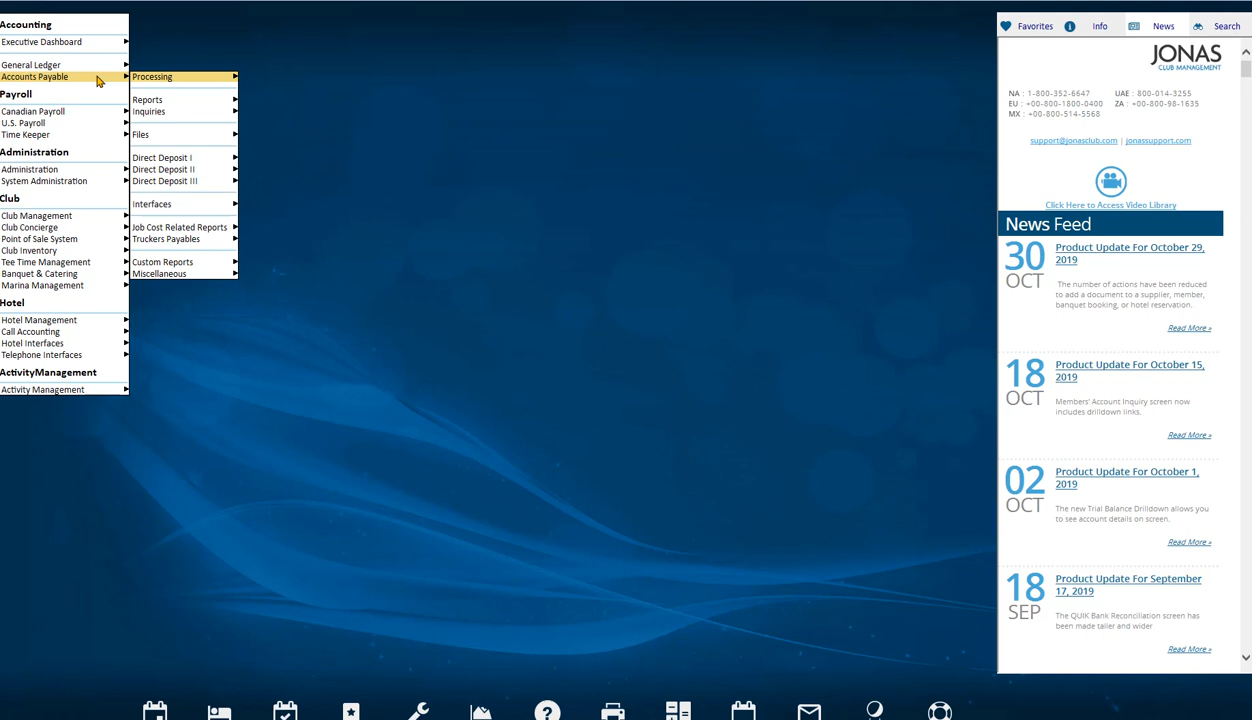 Accounting
Executive Dashboard
General Ledger
Accounts Payable
Payroll
Canadian Payroll
U.S. Payroll
Time Keeper
Administration
Administration
System Administration
Club
Club Management
Club Concierge
Point of Sale System
Club Inventory
Tee Time Management
Banquet & Catering
Marina Management
Hotel
Hotel Management
Call Accounting
Hotel Interfaces
Telephone Interfaces
ActivityManagement
Activity Management
Processing
Reports
Inquiries
Files
Direct Deposit I
Direct Deposit II
Direct Deposit III
Interfaces
Job Cost Related Reports
Truckers Payables
Custom Reports
Miscellaneous
Favorites Info News Search
JONAS
CLUB MANAGEMENT
NA : 1-800-352-6647 UAE : 800-014-3255
EU : +00-800-1800-0400 ZA : +00-800-98-1635
MX : +00-800-514-5568
support@jonasclub.com | jonassupport.com
Click Here to Access Video Library
News Feed
30 OCT
Product Update For October 29,
2019
The number of actions have been reduced
to add a document to a supplier, member,
banquet booking, or hotel reservation.
Read More »
18 OCT
Product Update For October 15,
2019
Members' Account Inquiry screen now
includes drilldown links.
Read More »
02 OCT
Product Update For October 1,
2019
The new Trial Balance Drilldown allows you
to see account details on screen.
Read More »
18 SEP
Product Update For September
17, 2019
The QUIK Bank Reconciliation screen has
been made taller and wider
Read More »